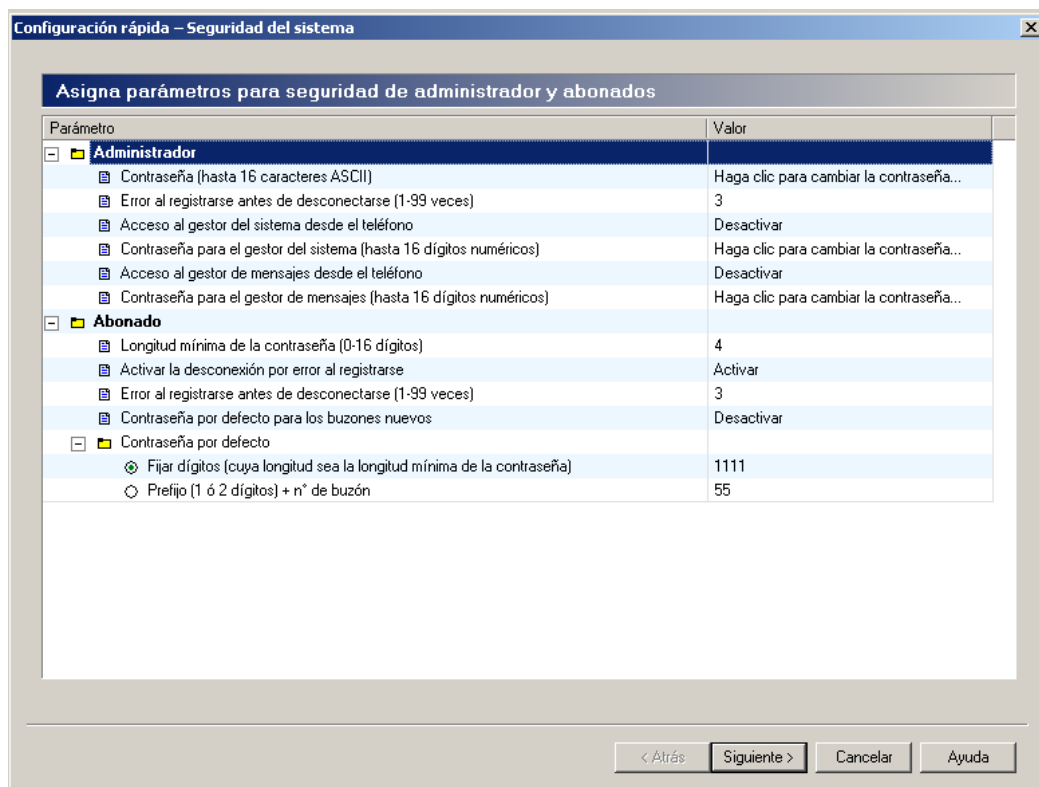 Configuración rápida – Seguridad del sistema
Asigna parámetros para seguridad de administrador y abonados
Parámetro Valor
Administrador
Contraseña (hasta 16 caracteres ASCII) Haga clic para cambiar la contraseña...
Error al registrarse antes de desconectarse (1-99 veces) 3
Acceso al gestor del sistema desde el teléfono Desactivar
Contraseña para el gestor del sistema (hasta 16 dígitos numéricos) Haga clic para cambiar la contraseña...
Acceso al gestor de mensajes desde el teléfono Desactivar
Contraseña para el gestor de mensajes (hasta 16 dígitos numéricos) Haga clic para cambiar la contraseña...
Abonado
Longitud mínima de la contraseña (0-16 dígitos) 4
Activar la desconexión por error al registrarse Activar
Error al registrarse antes de desconectarse (1-99 veces) 3
Contraseña por defecto para los buzones nuevos Desactivar
Contraseña por defecto
Fijar dígitos (cuya longitud sea la longitud mínima de la contraseña) 1111
Prefijo (1 ó 2 dígitos) + n° de buzón 55
< Atrás Siguiente > Cancelar Ayuda